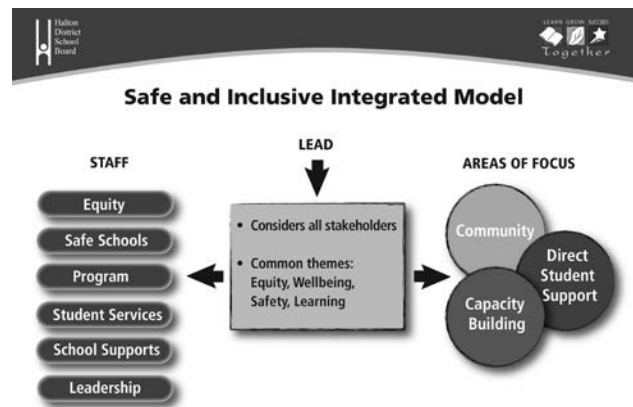 Halton
District
School
Board
LEARN GROW SUCCEED
Together
Safe and Inclusive Integrated Model
LEAD
STAFF
Equity
Safe Schools
Program
Student Services
School Supports
Leadership
• Considers all stakeholders
• Common themes:
Equity, Wellbeing,
Safety, Learning
AREAS OF FOCUS
Community
Direct
Student
Support
Capacity
Building